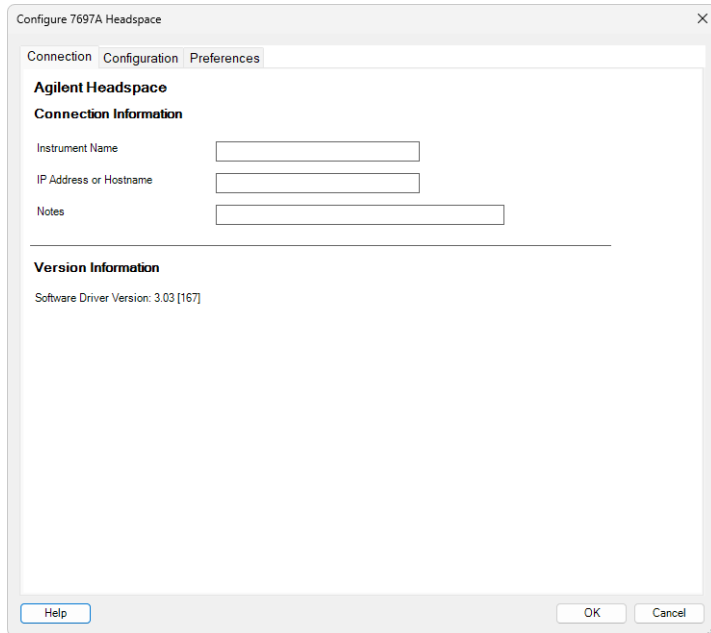 Configure 7697A Headspace
Connection Configuration Preferences
Agilent Headspace
Connection Information
Instrument Name
IP Address or Hostname
Notes
Version Information
Software Driver Version: 3.03 [167]
Help OK Cancel